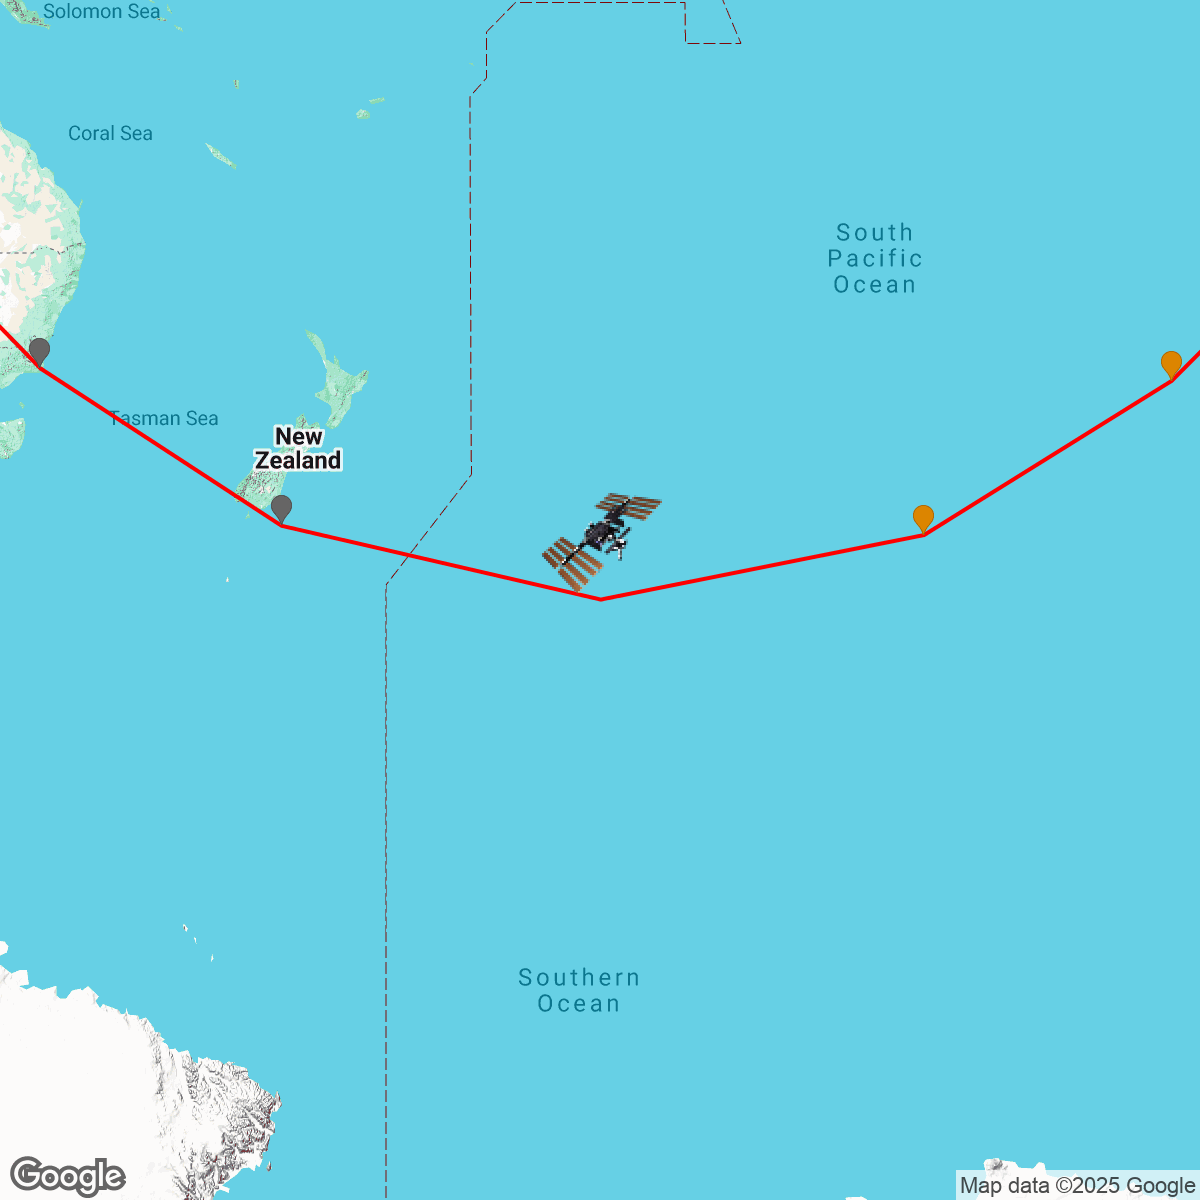 Solomon Sea
Coral Sea
South
Pacific
Ocean
Tasman Sea
New
Zealand
Southern
Ocean
Google
Map data ©2025 Google